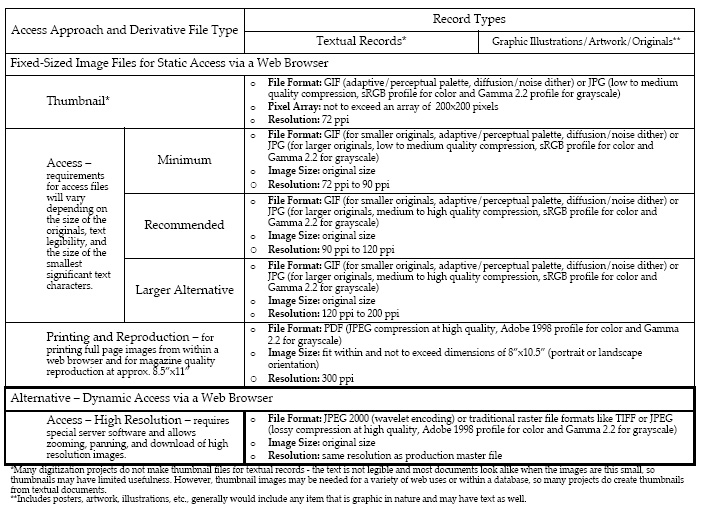 Access Approach and Derivative File Type
Record Types
Textual Records*
Graphic Illustrations/Artwork/Originals**
Fixed-Sized Image Files for Static Access via a Web Browser
Thumbnail*
o File Format: GIF (adaptive/perceptual palette, diffusion/noise dither) or JPG (low to medium
quality compression, sRGB profile for color and Gamma 2.2 profile for grayscale)
o Pixel Array: not to exceed an array of 200x200 pixels
o Resolution: 72 ppi
Access –
requirements
for access files
will vary
depending on
the size of the
originals, text
legibility, and
the size of the
smallest
significant text
characters.
Minimum
o File Format: GIF (for smaller originals, adaptive/perceptual palette, diffusion/noise dither) or
JPG (for larger originals, low to medium quality compression, sRGB profile for color and
Gamma 2.2 for grayscale)
o Image Size: original size
o Resolution: 72 ppi to 90 ppi
Recommended
o File Format: GIF (for smaller originals, adaptive/perceptual palette, diffusion/noise dither) or
JPG (for larger originals, medium to high quality compression, sRGB profile for color and
Gamma 2.2 for grayscale)
o Image Size: original size
o Resolution: 90 ppi to 120 ppi
Larger Alternative
o File Format: GIF (for smaller originals, adaptive/perceptual palette, diffusion/noise dither) or
JPG (for larger originals, medium to high quality compression, sRGB profile for color and
Gamma 2.2 for grayscale)
o Image Size: original size
o Resolution: 120 ppi to 200 ppi
Printing and Reproduction – for
printing full page images from within a
web browser and for magazine quality
reproduction at approx. 8.5"x11"
o File Format: PDF (JPEG compression at high quality, Adobe 1998 profile for color and Gamma
2.2 for grayscale)
o Image Size: fit within and not to exceed dimensions of 8"x10.5" (portrait or landscape
orientation)
o Resolution: 300 ppi
Alternative – Dynamic Access via a Web Browser
Access – High Resolution – requires
special server software and allows
zooming, panning, and download of high
resolution images.
o File Format: JPEG 2000 (wavelet encoding) or traditional raster file formats like TIFF or JPEG
(lossy compression at high quality, Adobe 1998 profile for color and Gamma 2.2 for grayscale)
o Image Size: original size
o Resolution: same resolution as production master file
*Many digitization projects do not make thumbnail files for textual records - the text is not legible and most documents look alike when the images are this small, so
thumbnails may have limited usefulness. However, thumbnail images may be needed for a variety of web uses or within a database, so many projects do create thumbnails
from textual documents.
**Includes posters, artwork, illustrations, etc., generally would include any item that is graphic in nature and may have text as well.